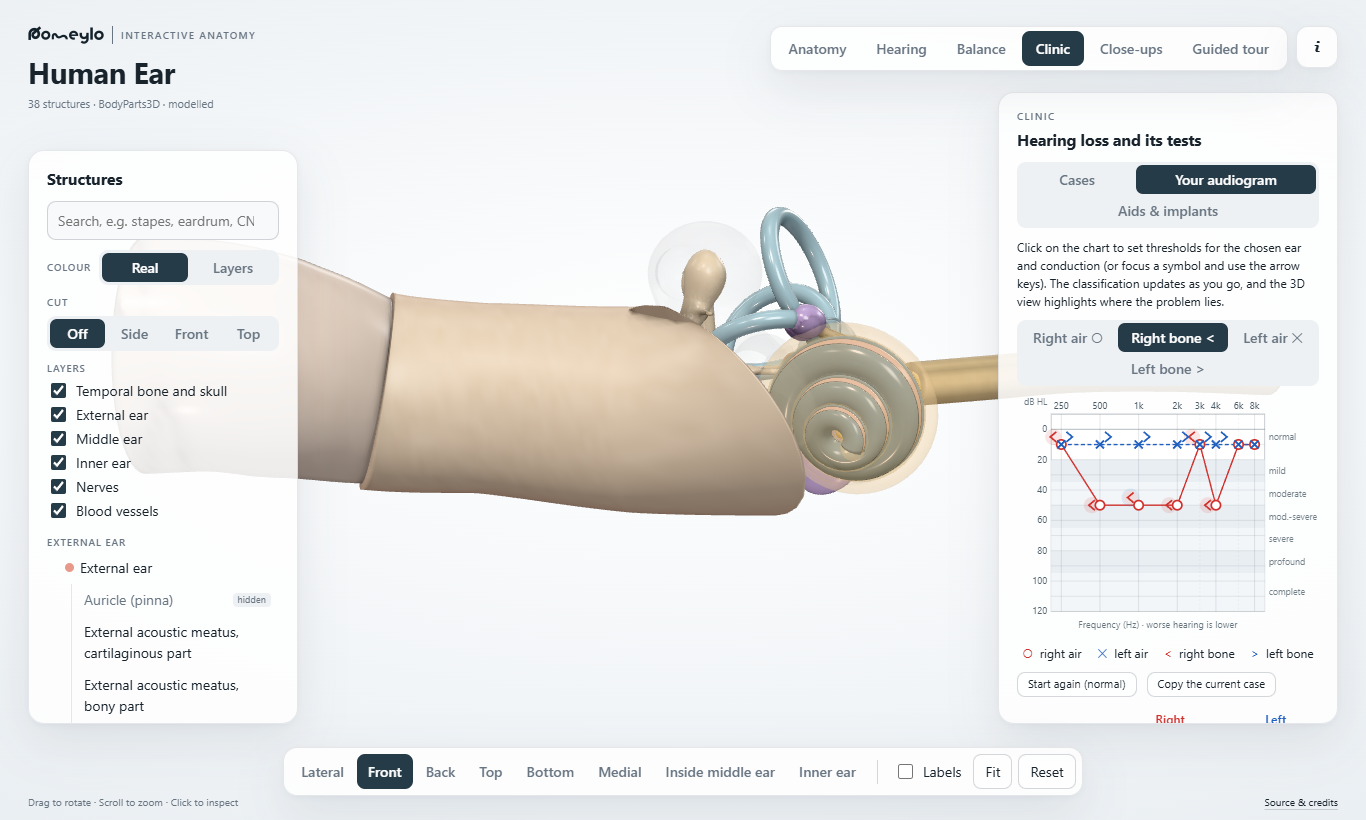 Domeylo
INTERACTIVE ANATOMY
Human Ear
38 structures · BodyParts3D · modelled
Anatomy
Hearing
Balance
Clinic
Close-ups
Guided tour
i
Structures
Search, e.g. stapes, eardrum, CN
COLOUR
Real
Layers
CUT
Off
Side
Front
Top
LAYERS
Temporal bone and skull
External ear
Middle ear
Inner ear
Nerves
Blood vessels
EXTERNAL EAR
External ear
Auricle (pinna)
hidden
External acoustic meatus,
cartilaginous part
External acoustic meatus,
bony part
CLINIC
Hearing loss and its tests
Cases
Your audiogram
Aids & implants
Click on the chart to set thresholds for the chosen ear
and conduction (or focus a symbol and use the arrow
keys). The classification updates as you go, and the 3D
view highlights where the problem lies.
Right air
Right bone <
Left air
Left bone >
dB HL
250 500 1k 2k 3k 4k 6k 8k
0
20
40
60
80
100
120
normal
mild
moderate
mod.-severe
severe
profound
complete
Frequency (Hz) · worse hearing is lower
right air
left air
< right bone
> left bone
Start again (normal)
Copy the current case
Right
Left
Lateral
Front
Back
Top
Bottom
Medial
Inside middle ear
Inner ear
Labels
Fit
Reset
Drag to rotate · Scroll to zoom · Click to inspect
Source & credits